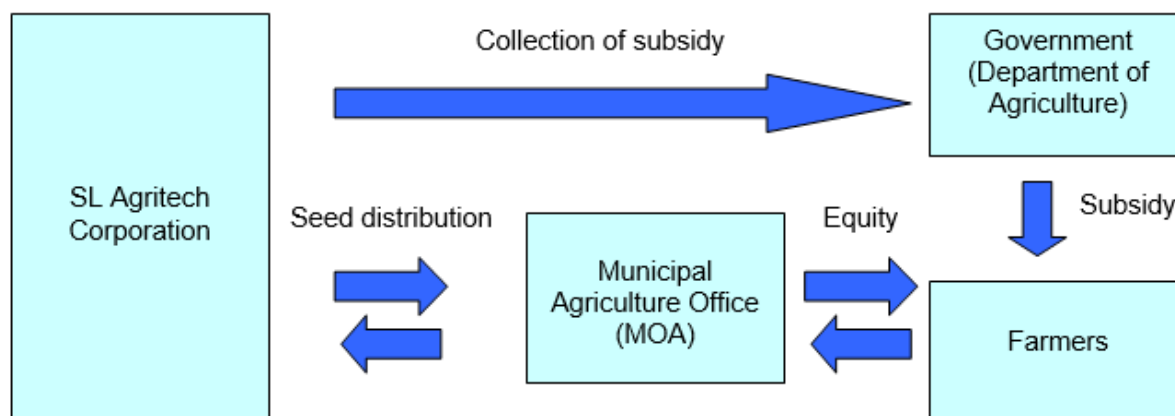 Collection of subsidy
Government
(Department of
Agriculture)
SL Agritech
Corporation
Seed distribution
Equity
Subsidy
Municipal
Agriculture Office
(MOA)
Farmers